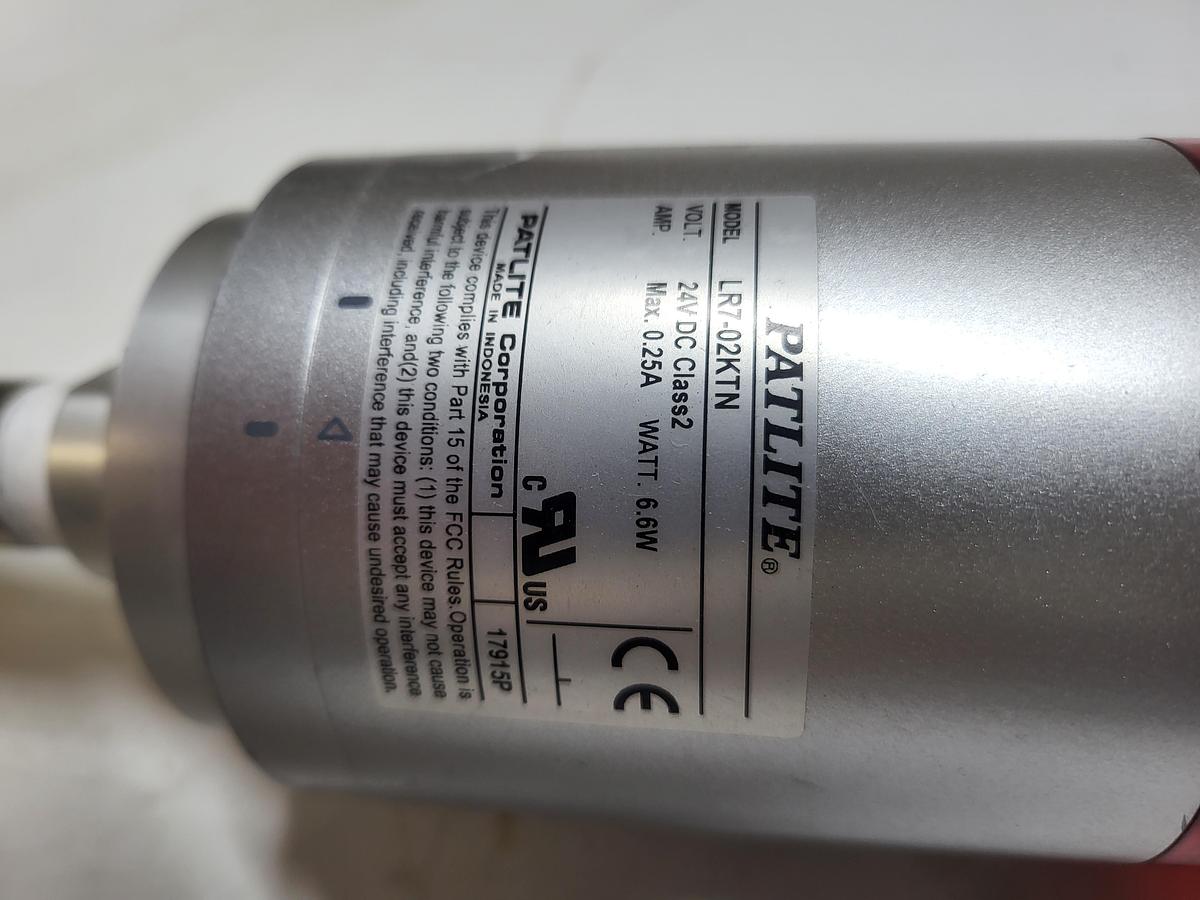 PATLITE®
MODEL LR7-02KTN
VOLT. 24V DC Class2
AMP. Max. 0.25A WATT. 6.6W
CE
C RU US
PATLITE Corporation
MADE IN INDONESIA
17915P
This device complies with Part 15 of the FCC Rules.Operation is
subject to the following two conditions: (1) this device may not cause
harmful interference, and(2) this device must accept any interference
received, including interference that may cause undesired operation.